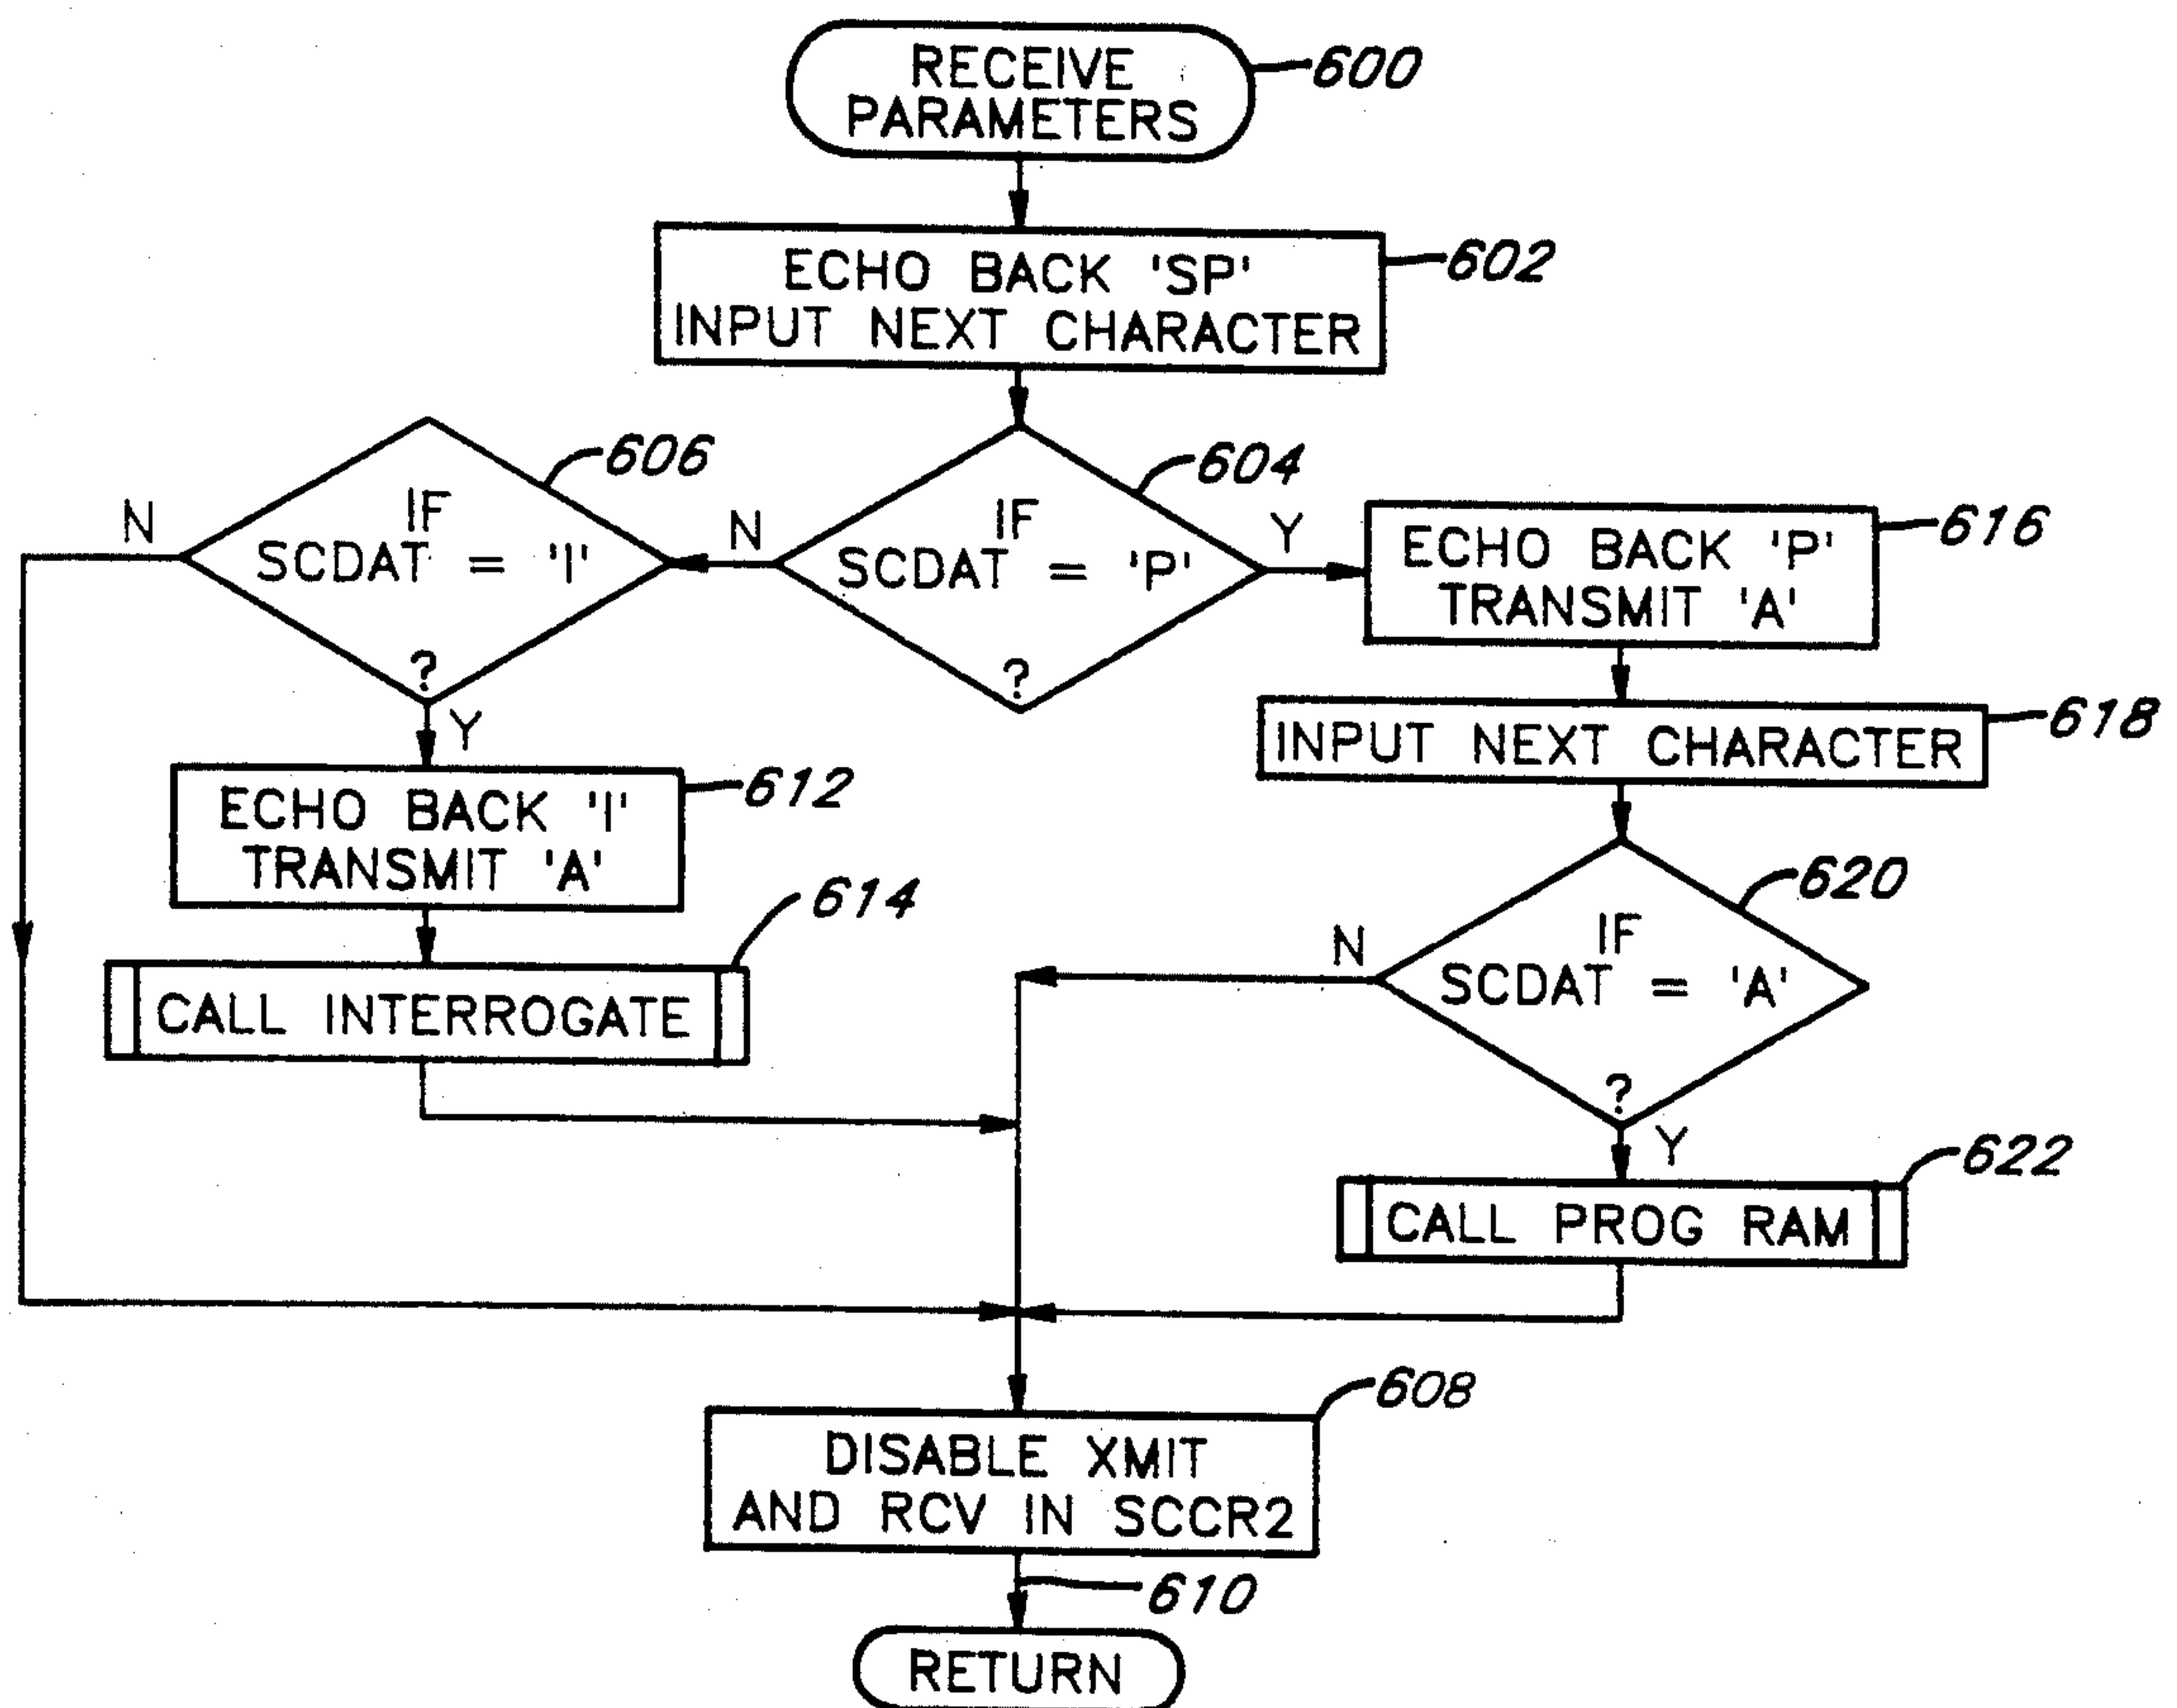 RECEIVE
PARAMETERS
600
ECHO BACK 'SP'
INPUT NEXT CHARACTER
602
606
604
N
IF
SCDAT = 'I'
?
N
IF
SCDAT = 'P'
?
Y
ECHO BACK 'P'
TRANSMIT 'A'
616
INPUT NEXT CHARACTER
618
Y
ECHO BACK 'I'
TRANSMIT 'A'
612
614
CALL INTERROGATE
620
N
IF
SCDAT = 'A'
?
Y
622
CALL PROG RAM
608
DISABLE XMIT
AND RCV IN SCCR2
610
RETURN